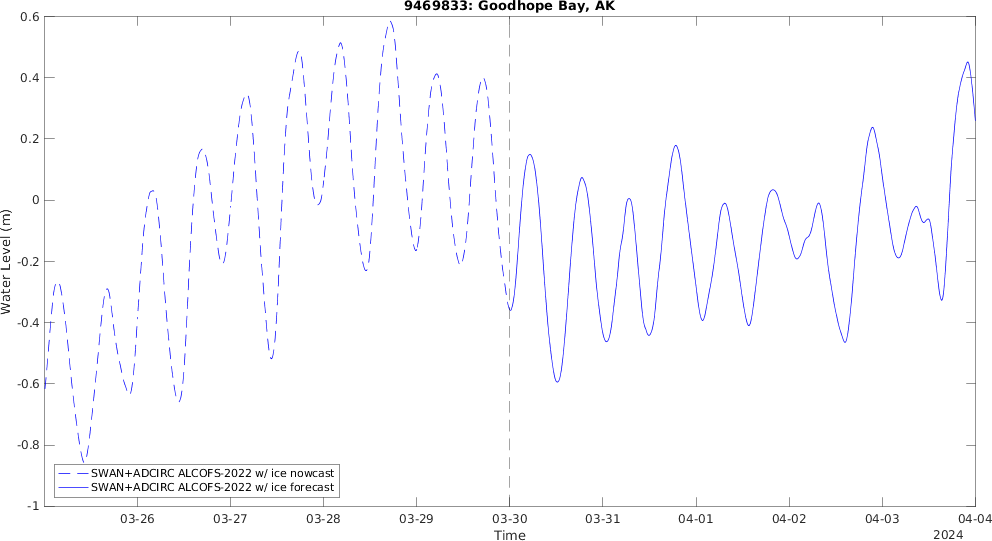 9469833: Goodhope Bay, AK
Water Level (m)
0.6
0.4
0.2
0
-0.2
-0.4
-0.6
-0.8
-1
SWAN+ADCIRC ALCOFS-2022 w/ ice nowcast
SWAN+ADCIRC ALCOFS-2022 w/ ice forecast
03-26 03-27 03-28 03-29 03-30 03-31 04-01 04-02 04-03 04-04
Time
2024